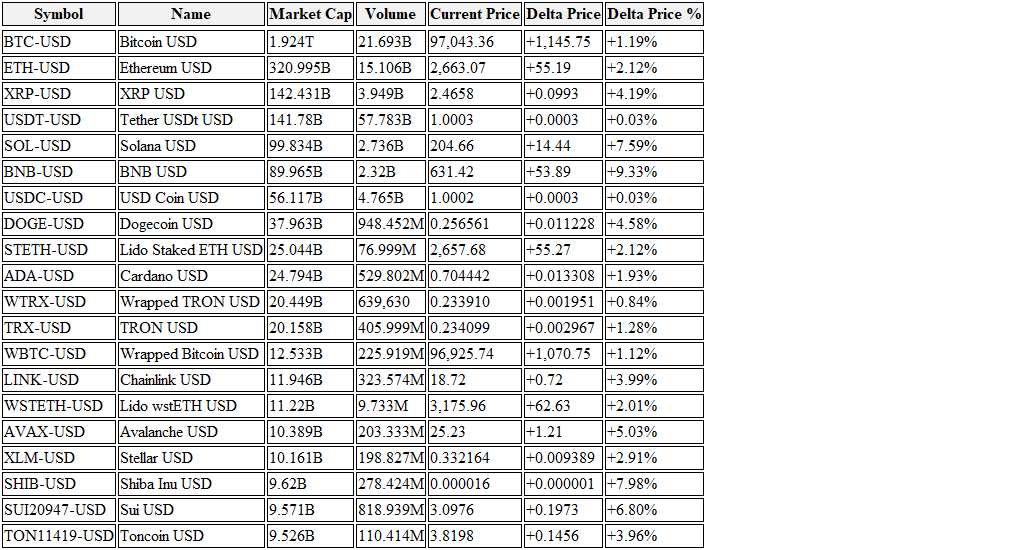 Symbol Name Market Cap Volume Current Price Delta Price Delta Price %
BTC-USD Bitcoin USD 1.924T 21.693B 97,043.36 +1,145.75 +1.19%
ETH-USD Ethereum USD 320.995B 15.106B 2,663.07 +55.19 +2.12%
XRP-USD XRP USD 142.431B 3.949B 2.4658 +0.0993 +4.19%
USDT-USD Tether USDt USD 141.78B 57.783B 1.0003 +0.0003 +0.03%
SOL-USD Solana USD 99.834B 2.736B 204.66 +14.44 +7.59%
BNB-USD BNB USD 89.965B 2.32B 631.42 +53.89 +9.33%
USDC-USD USD Coin USD 56.117B 4.765B 1.0002 +0.0003 +0.03%
DOGE-USD Dogecoin USD 37.963B 948.452M 0.256561 +0.011228 +4.58%
STETH-USD Lido Staked ETH USD 25.044B 76.999M 2,657.68 +55.27 +2.12%
ADA-USD Cardano USD 24.794B 529.802M 0.704442 +0.013308 +1.93%
WTRX-USD Wrapped TRON USD 20.449B 639,630 0.233910 +0.001951 +0.84%
TRX-USD TRON USD 20.158B 405.999M 0.234099 +0.002967 +1.28%
WBTC-USD Wrapped Bitcoin USD 12.533B 225.919M 96,925.74 +1,070.75 +1.12%
LINK-USD Chainlink USD 11.946B 323.574M 18.72 +0.72 +3.99%
WSTETH-USD Lido wstETH USD 11.22B 9.733M 3,175.96 +62.63 +2.01%
AVAX-USD Avalanche USD 10.389B 203.333M 25.23 +1.21 +5.03%
XLM-USD Stellar USD 10.161B 198.827M 0.332164 +0.009389 +2.91%
SHIB-USD Shiba Inu USD 9.62B 278.424M 0.000016 +0.000001 +7.98%
SUI20947-USD Sui USD 9.571B 818.939M 3.0976 +0.1973 +6.80%
TON11419-USD Toncoin USD 9.526B 110.414M 3.8198 +0.1456 +3.96%